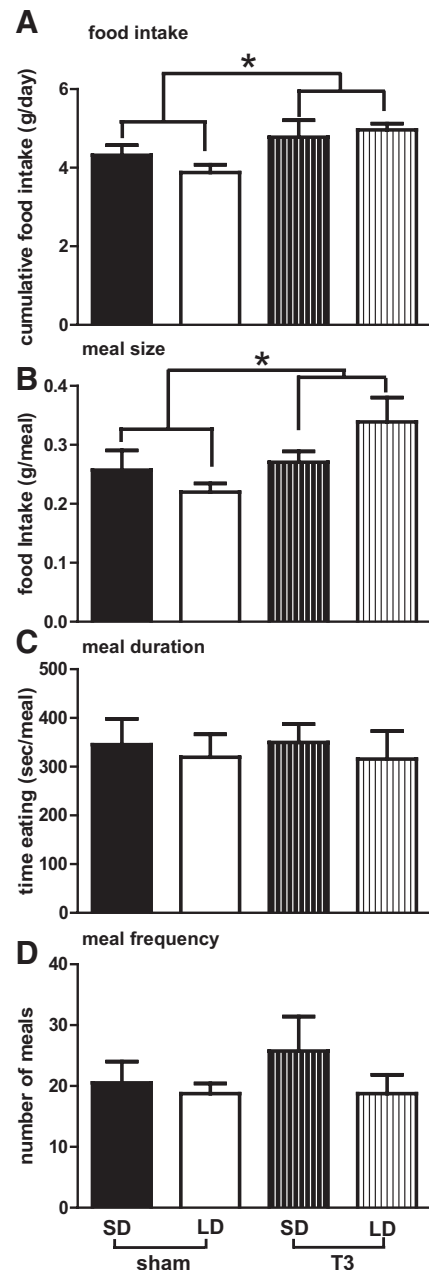 A food intake
*
cumulative food intake (g/day)
6
4
2
0
meal size
B
*
food Intake (g/meal)
0.4
0.3
0.2
0.1
0.0
C meal duration
time eating (sec/meal)
500
400
300
200
100
0
meal frequency
D
number of meals
40
30
20
10
0
SD LD SD LD
sham T3